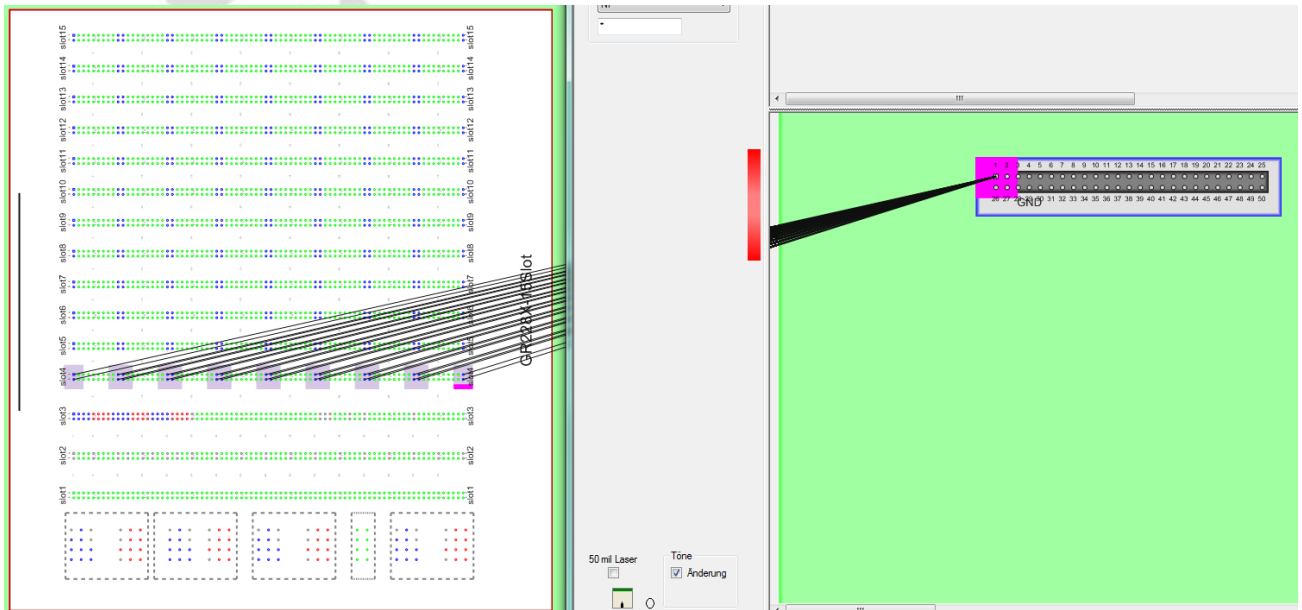 slot15 slot15
slot14 slot14
slot13 slot13
slot12 slot12
slot11 slot11
slot10 slot10
slot9 slot9
slot8 slot8
slot7 slot7
slot6
slot5
slot4
slot3 slot3
slot2 slot2
slot1 slot1
GR228X-15Slot
-
50 mil Laser
Töne
Änderung
1 2 3 4 5 6 7 8 9 10 11 12 13 14 15 16 17 18 19 20 21 22 23 24 25
26 27 28 29 30 31 32 33 34 35 36 37 38 39 40 41 42 43 44 45 46 47 48 49 50
GND